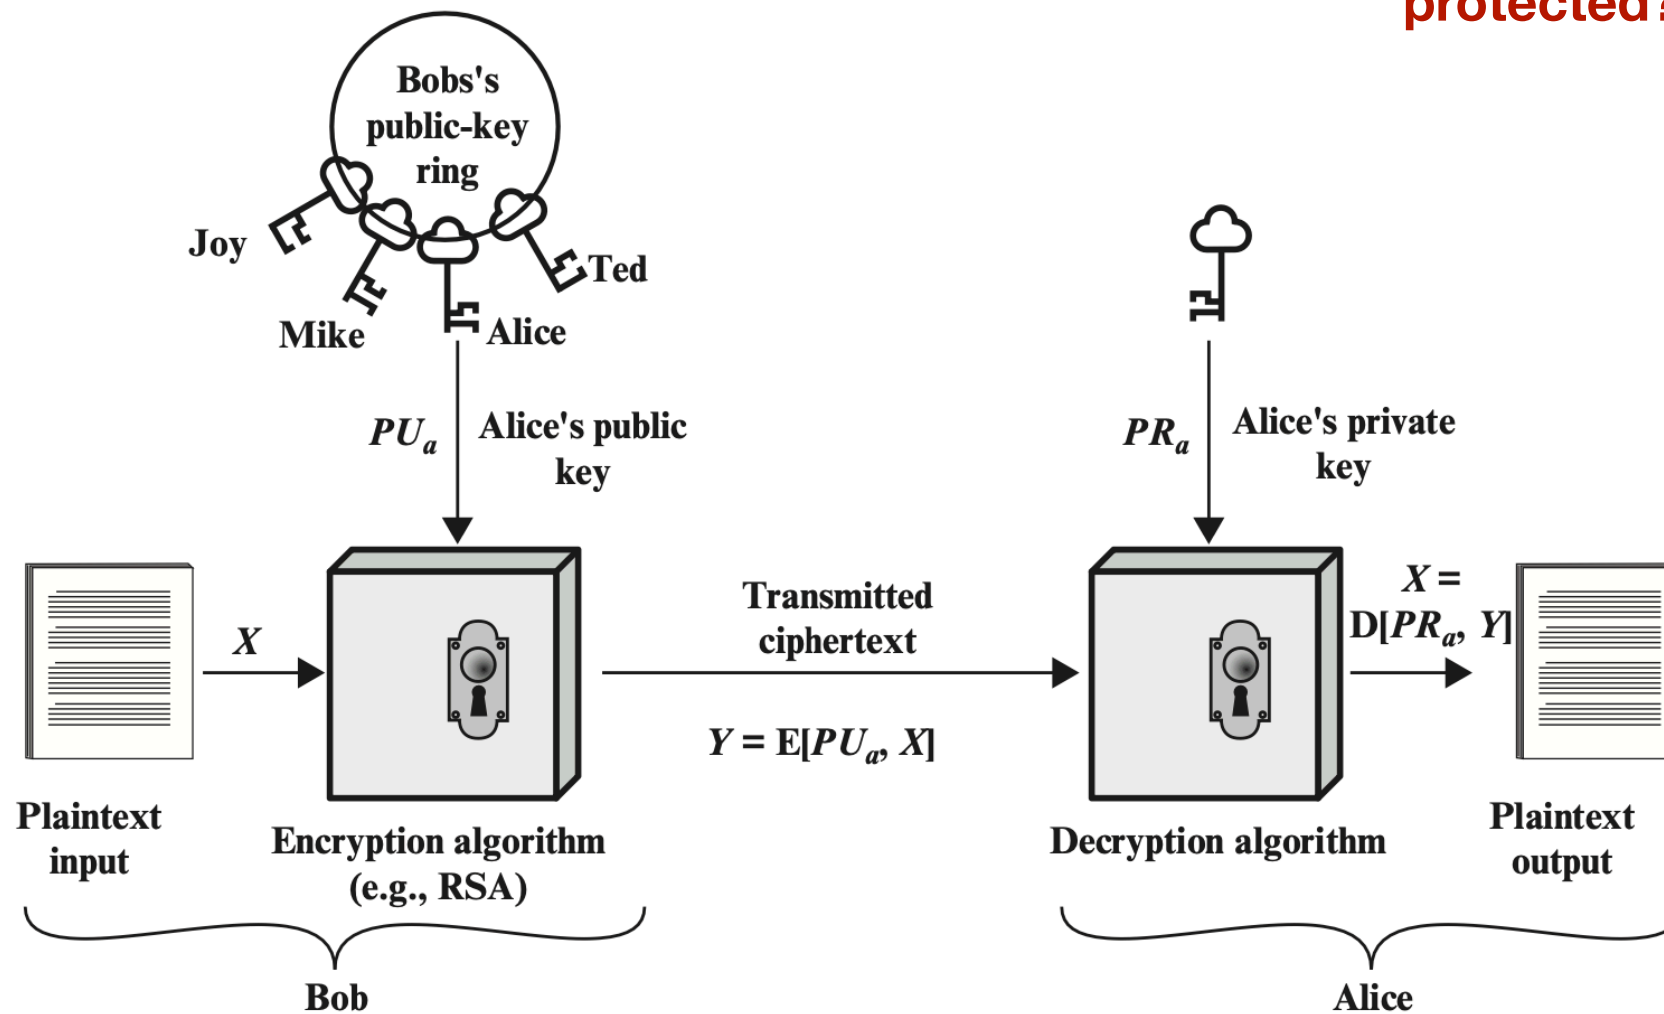 protected?
Bobs's
public-key
ring
Joy
Mike
Alice
Ted
PUa
Alice's public
key
PRa
Alice's private
key
X
Transmitted
ciphertext
Y = E[PUa, X]
X =
D[PRa, Y]
Plaintext
input
Encryption algorithm
(e.g., RSA)
Decryption algorithm
Plaintext
output
Bob
Alice